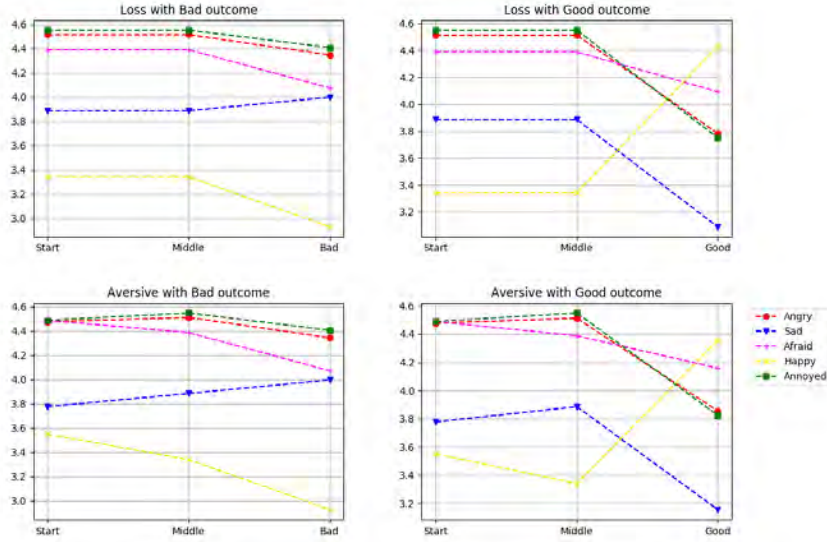 Loss with Bad outcome
4.6
4.4
4.2
4.0
3.8
3.6
3.4
3.2
3.0
Start Middle Bad
Loss with Good outcome
4.6
4.4
4.2
4.0
3.8
3.6
3.4
3.2
Start Middle Good
Aversive with Bad outcome
4.6
4.4
4.2
4.0
3.8
3.6
3.4
3.2
3.0
Start Middle Bad
Aversive with Good outcome
4.6
4.4
4.2
4.0
3.8
3.6
3.4
3.2
Start Middle Good
Angry
Sad
Afraid
Happy
Annoyed